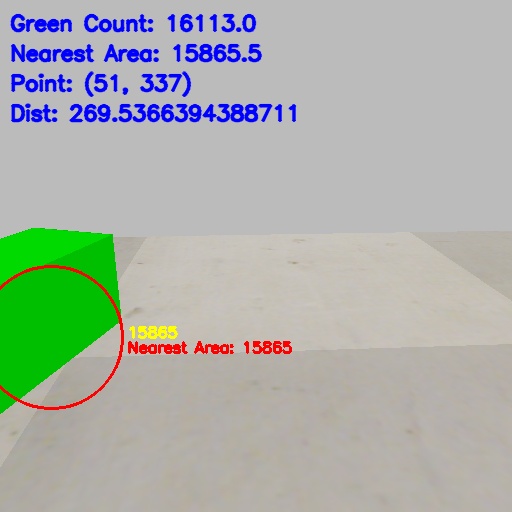 Green Count: 16113.0
Nearest Area: 15865.5
Point: (51, 337)
Dist: 269.5366394388711
15865
Nearest Area: 15865